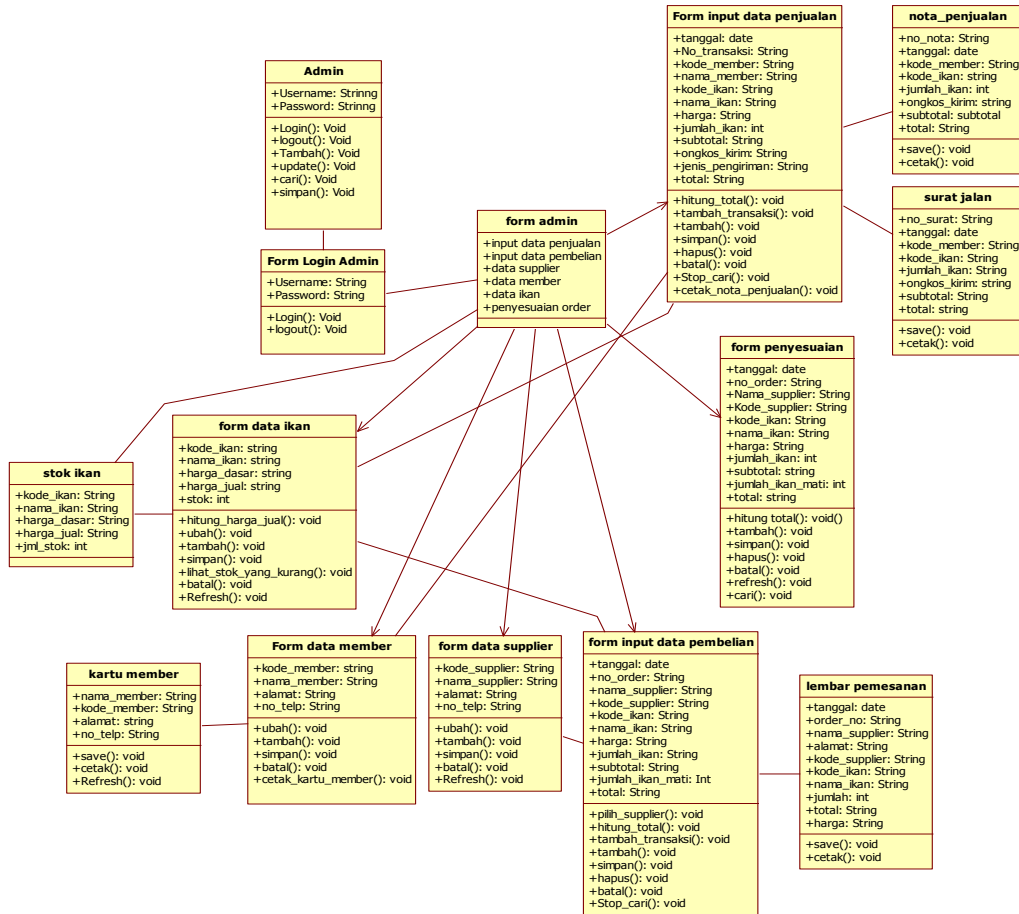 Admin
+Username: Strinng
+Password: Strinng
+Login(): Void
+logout(): Void
+Tambah(): Void
+update(): Void
+cari(): Void
+simpan(): Void
Form Login Admin
+Username: String
+Password: String
+Login(): Void
+logout(): Void
form admin
+input data penjualan
+input data pembelian
+data supplier
+data member
+data ikan
+penyesuaian order
Form input data penjualan
+tanggal: date
+No_transaksi: String
+kode_member: String
+nama_member: String
+kode_ikan: String
+nama_ikan: String
+harga: String
+jumlah_ikan: int
+subtotal: String
+ongkos_kirim: String
+jenis_pengiriman: String
+total: String
+hitung_total(): void
+tambah_transaksi(): void
+tambah(): void
+simpan(): void
+hapus(): void
+batal(): void
+Stop_cari(): void
+cetak_nota_penjualan(): void
nota_penjualan
+no_nota: String
+tanggal: date
+kode_member: String
+kode_ikan: string
+jumlah_ikan: int
+ongkos_kirim: string
+subtotal: subtotal
+total: String
+save(): void
+cetak(): void
surat jalan
+no_surat: String
+tanggal: date
+kode_member: String
+kode_ikan: String
+jumlah_ikan: String
+ongkos_kirim: string
+subtotal: String
+total: string
+save(): void
+cetak(): void
form penyesuaian
+tanggal: date
+no_order: String
+Nama_supplier: String
+Kode_supplier: String
+kode_ikan: String
+nama_ikan: String
+harga: String
+jumlah_ikan: int
+subtotal: string
+jumlah_ikan_mati: int
+total: string
+hitung total(): void()
+tambah(): void
+simpan(): void
+hapus(): void
+batal(): void
+refresh(): void
+cari(): void
stok ikan
+kode_ikan: String
+nama_ikan: String
+harga_dasar: String
+harga_jual: String
+jml_stok: int
form data ikan
+kode_ikan: string
+nama_ikan: string
+harga_dasar: string
+harga_jual: string
+stok: int
+hitung_harga_jual(): void
+ubah(): void
+tambah(): void
+simpan(): void
+lihat_stok_yang_kurang(): void
+batal(): void
+Refresh(): void
kartu member
+nama_member: String
+kode_member: String
+alamat: string
+no_telp: String
+save(): void
+cetak(): void
+Refresh(): void
Form data member
+kode_member: string
+nama_member: String
+alamat: String
+no_telp: String
+ubah(): void
+tambah(): void
+simpan(): void
+batal(): void
+cetak_kartu_member(): void
form data supplier
+kode_supplier: String
+nama_supplier: String
+alamat: String
+no_telp: String
+ubah(): void
+tambah(): void
+simpan(): void
+batal(): void
+Refresh(): void
form input data pembelian
+tanggal: date
+no_order: String
+nama_supplier: String
+kode_supplier: String
+kode_ikan: String
+nama_ikan: String
+harga: String
+jumlah_ikan: String
+subtotal: String
+jumlah_ikan_mati: Int
+total: String
+pilih_supplier(): void
+hitung_total(): void
+tambah_transaksi(): void
+tambah(): void
+simpan(): void
+hapus(): void
+batal(): void
+Stop_cari(): void
lembar pemesanan
+tanggal: date
+order_no: String
+nama_supplier: String
+alamat: String
+kode_supplier: String
+kode_ikan: String
+nama_ikan: String
+jumlah: int
+total: String
+harga: String
+save(): void
+cetak(): void